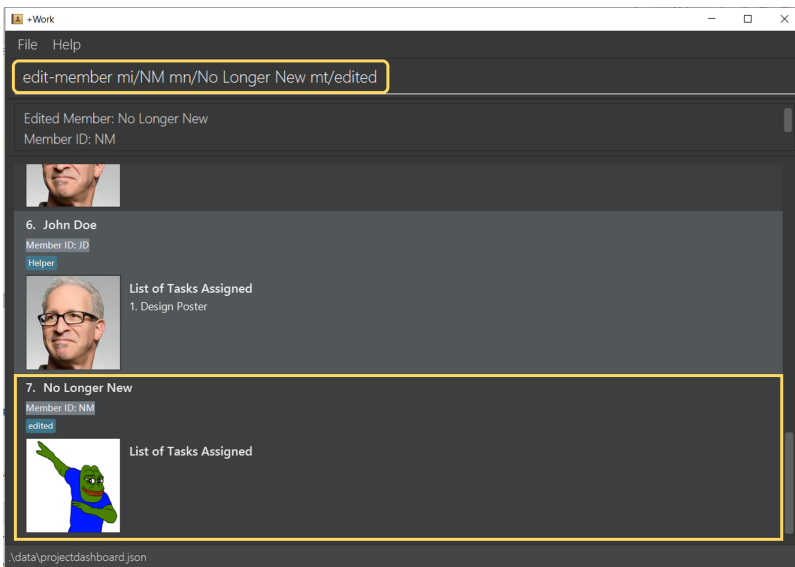 +Work
File Help
edit-member mi/NM mn/No Longer New mt/edited
Edited Member: No Longer New
Member ID: NM
6. John Doe
Member ID: JD
Helper
List of Tasks Assigned
1. Design Poster
7. No Longer New
Member ID: NM
edited
List of Tasks Assigned
.\data\projectdashboard.json